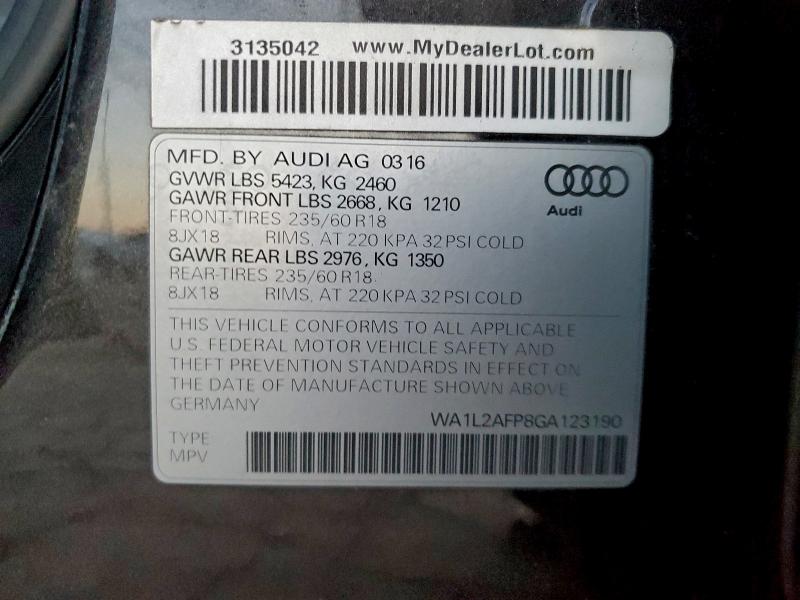 3135042 www.MyDealerLot.com
MFD. BY AUDI AG 03 16
GVWR LBS 5423, KG 2460
GAWR FRONT LBS 2668, KG 1210
FRONT-TIRES 235/60 R18
8JX18 RIMS, AT 220 KPA 32 PSI COLD
GAWR REAR LBS 2976, KG 1350
REAR-TIRES 235/60 R18
8JX18 RIMS, AT 220 KPA 32 PSI COLD
Audi
THIS VEHICLE CONFORMS TO ALL APPLICABLE
U.S. FEDERAL MOTOR VEHICLE SAFETY AND
THEFT PREVENTION STANDARDS IN EFFECT ON
THE DATE OF MANUFACTURE SHOWN ABOVE
GERMANY
WA1L2AFP8GA123190
TYPE
MPV